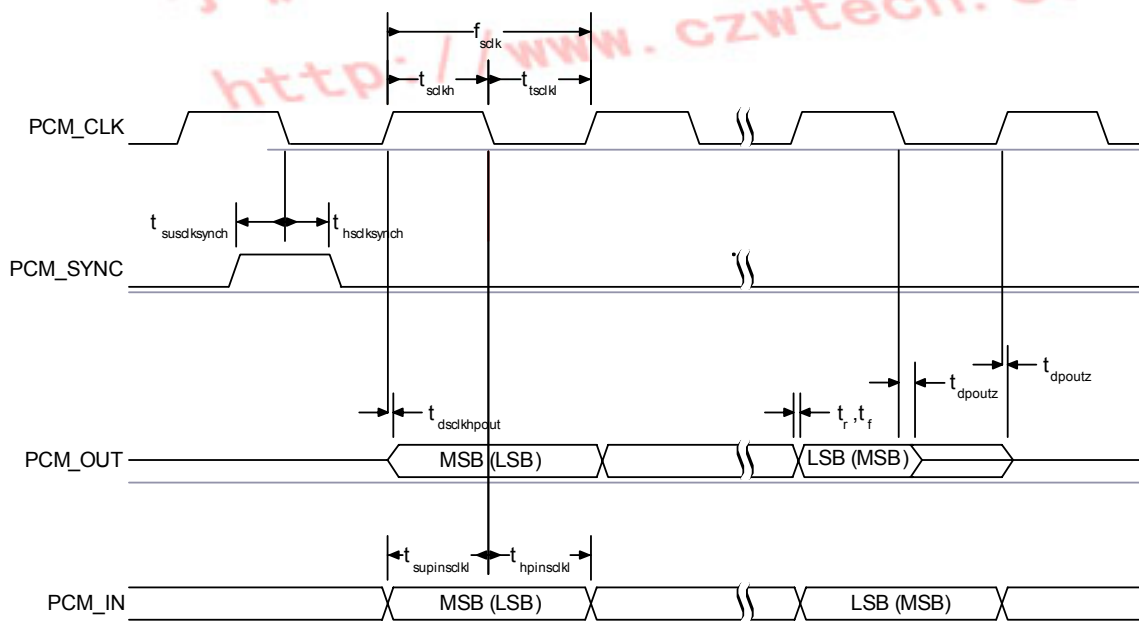 http://www.czwtech.c
f sclk
t sclkh
t tsclkl
PCM_CLK
t susclksynch
t hsclksynch
PCM_SYNC
t dpoutz
t dpoutz
t dsclkhpout
t r ,t f
PCM_OUT
MSB (LSB)
LSB (MSB)
t supinsclkl
t hpinsclkl
PCM_IN
MSB (LSB)
LSB (MSB)